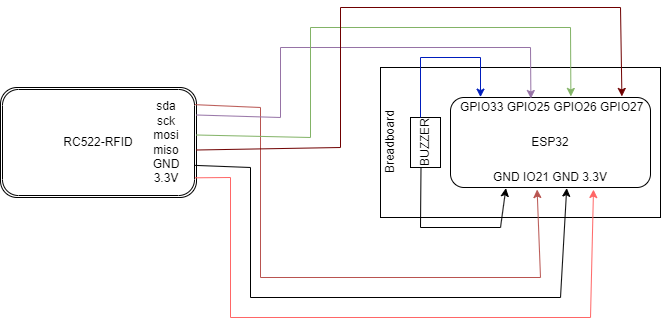 RC522-RFID
sda
sck
mosi
miso
GND
3.3V
Breadboard
BUZZER
GPIO33 GPIO25 GPIO26 GPIO27
ESP32
GND IO21 GND 3.3V